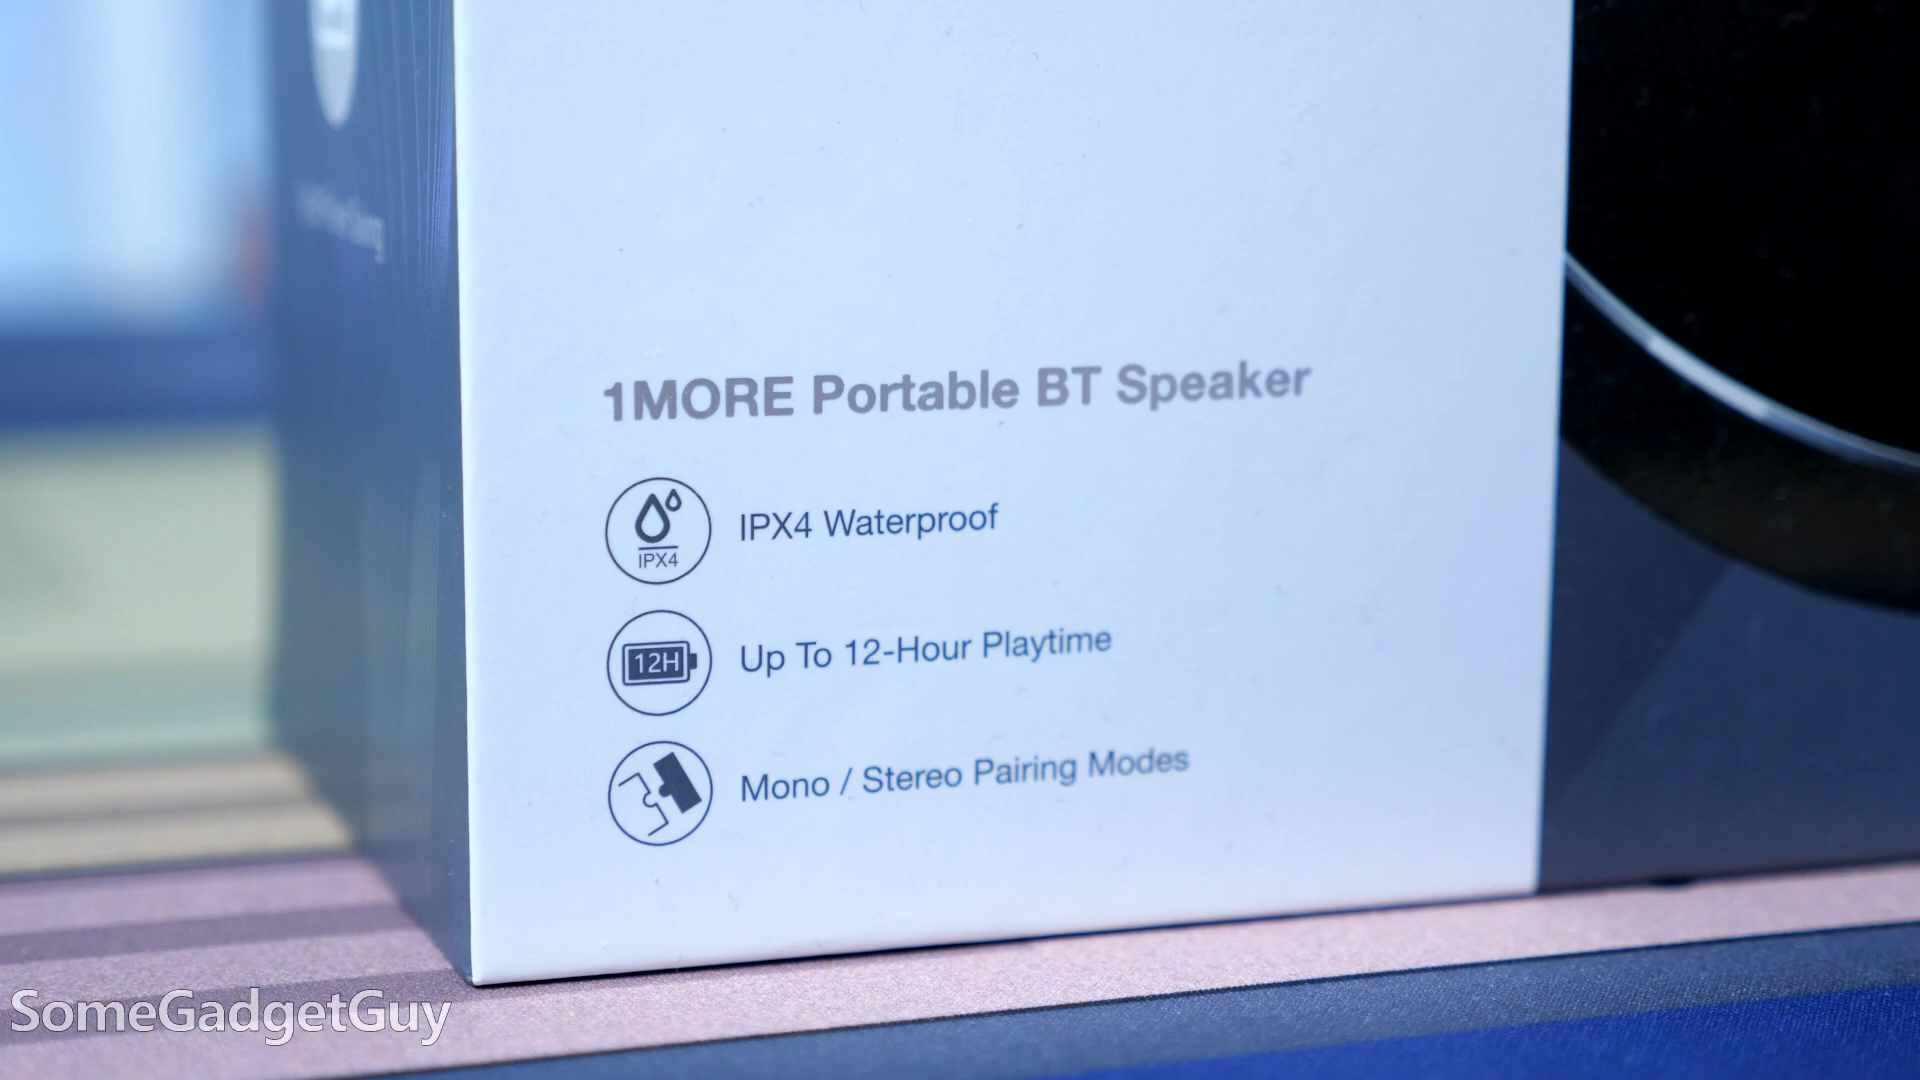 1MORE Portable BT Speaker
IPX4
IPX4 Waterproof
12H
Up To 12-Hour Playtime
Mono / Stereo Pairing Modes
SomeGadgetGuy